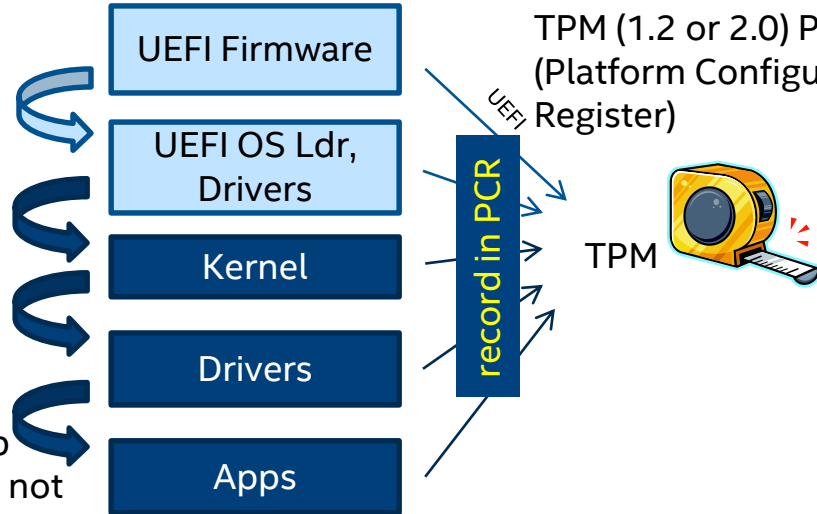 UEFI Firmware
TPM (1.2 or 2.0) P
(Platform Configu
Register)
UEFI
UEFI OS Ldr,
Drivers
record in PCR
TPM
Kernel
Drivers
not
Apps